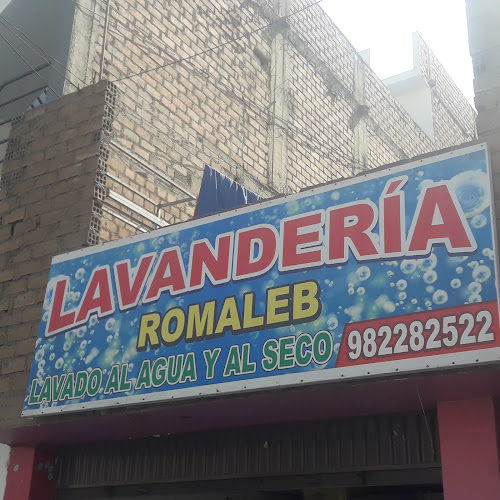 LAVANDERÍA
ROMALEB
LAVADO AL AGUA Y AL SECO 982282522